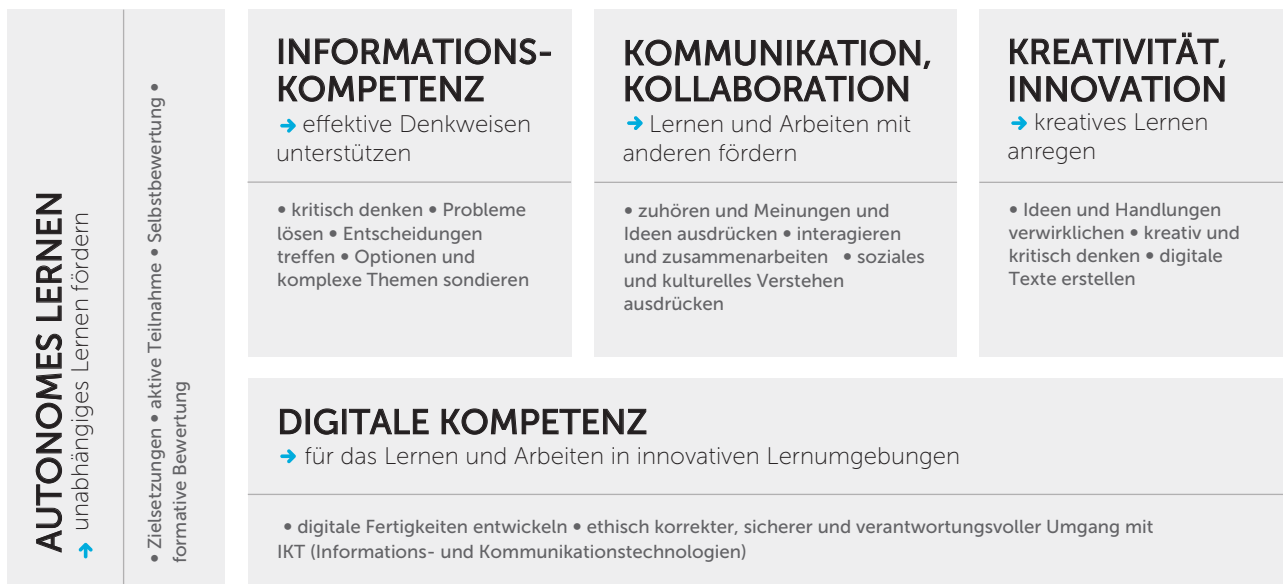 AUTONOMES LERNEN
→ unabhängiges Lernen fördern
• Zielsetzungen • aktive Teilnahme • Selbstbewertung •
formative Bewertung
INFORMATIONS-
KOMPETENZ
→ effektive Denkweisen
unterstützen
• kritisch denken • Probleme
lösen • Entscheidungen
treffen • Optionen und
komplexe Themen sondieren
KOMMUNIKATION,
KOLLABORATION
→ Lernen und Arbeiten mit
anderen fördern
• zuhören und Meinungen und
Ideen ausdrücken • interagieren
und zusammenarbeiten • soziales
und kulturelles Verstehen
ausdrücken
KREATIVITÄT,
INNOVATION
→ kreatives Lernen
anregen
• Ideen und Handlungen
verwirklichen • kreativ und
kritisch denken • digitale
Texte erstellen
DIGITALE KOMPETENZ
→ für das Lernen und Arbeiten in innovativen Lernumgebungen
• digitale Fertigkeiten entwickeln • ethisch korrekter, sicherer und verantwortungsvoller Umgang mit
IKT (Informations- und Kommunikationstechnologien)